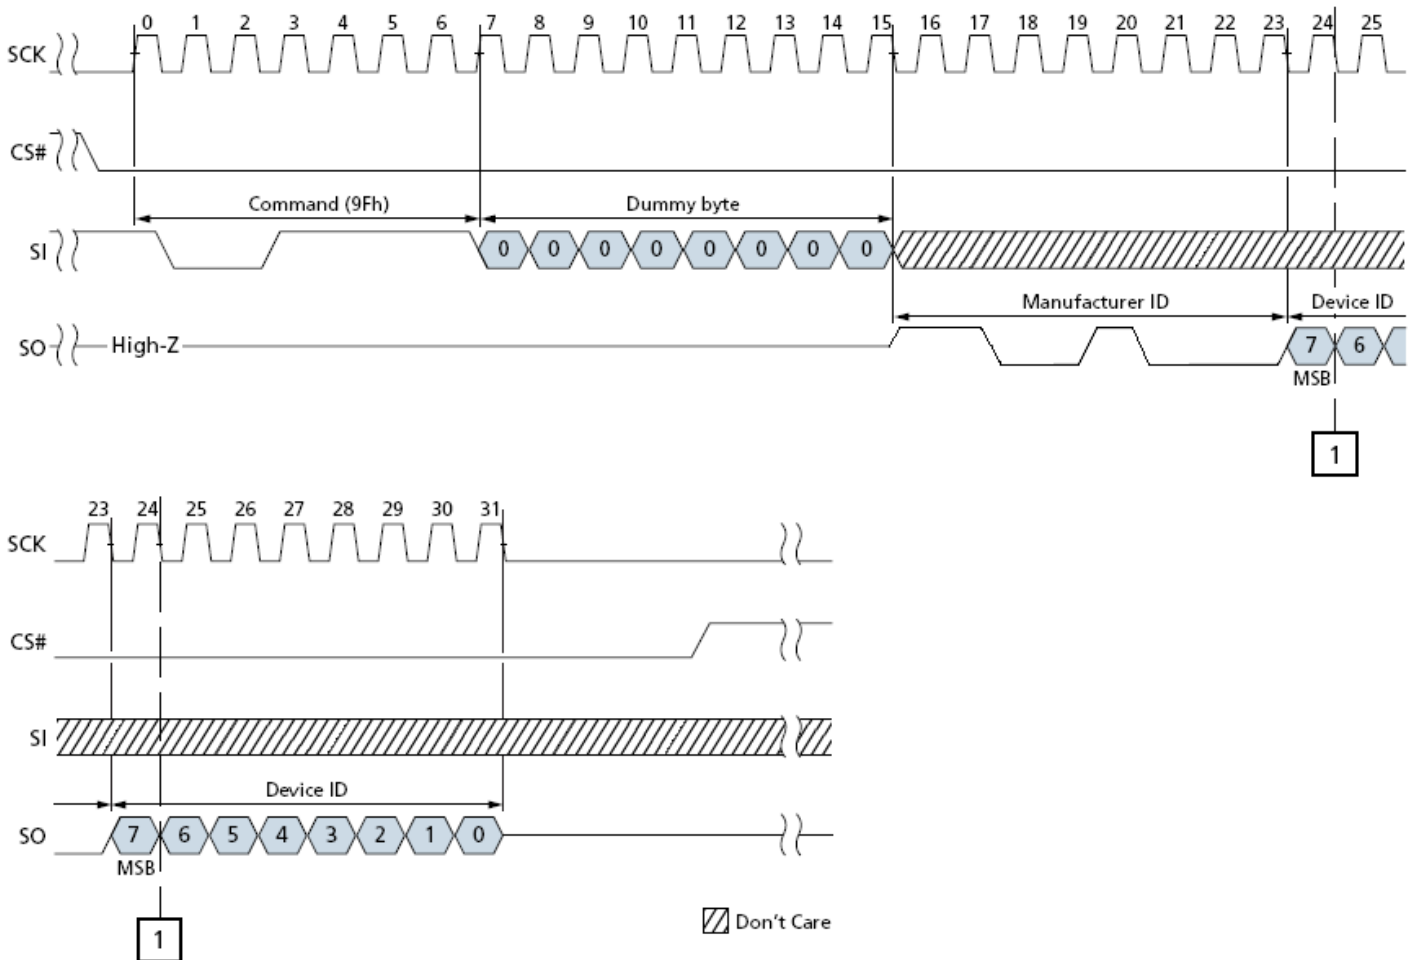 0 1 2 3 4 5 6 7 8 9 10 11 12 13 14 15 16 17 18 19 20 21 22 23 24 25
SCK
CS#
Command (9Fh) Dummy byte
SI 0 0 0 0 0 0 0 0
Manufacturer ID Device ID
SO High-Z 7 6
MSB
1
23 24 25 26 27 28 29 30 31
SCK
CS#
SI
Device ID
SO 7 6 5 4 3 2 1 0
MSB
Don't Care
1